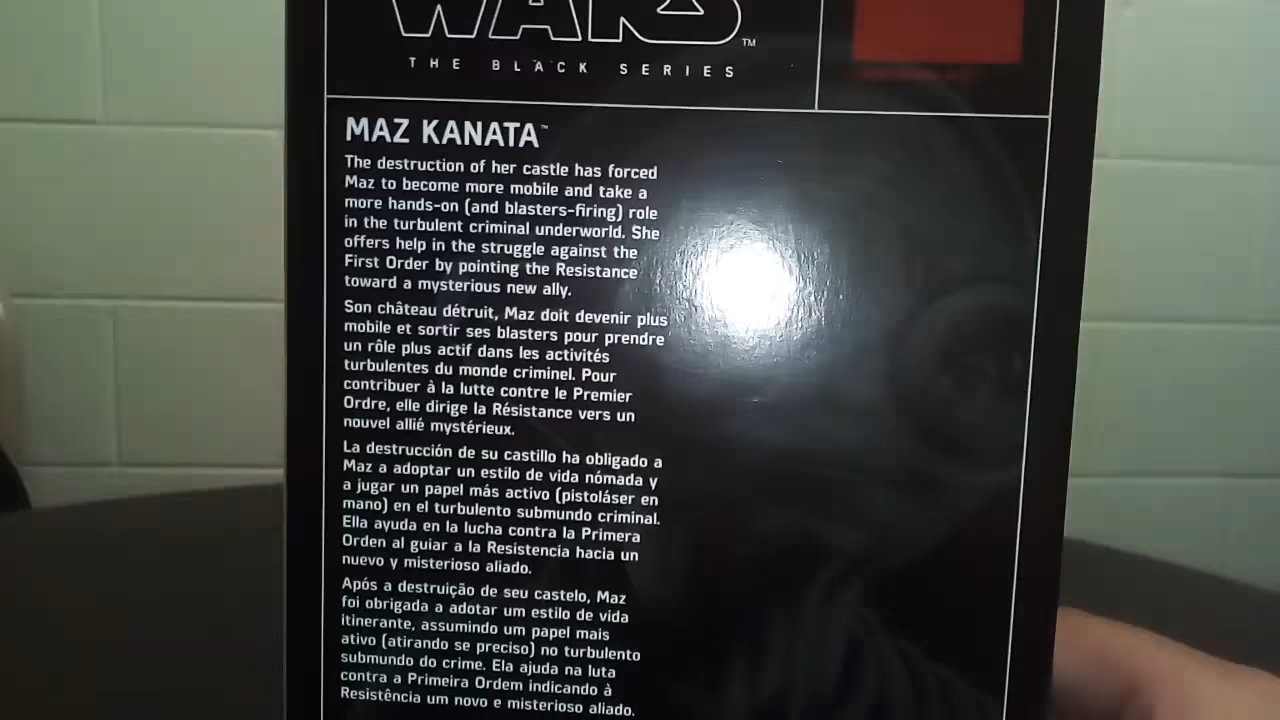 WARS™
THE BLACK SERIES
MAZ KANATA™
The destruction of her castle has forced
Maz to become more mobile and take a
more hands-on (and blasters-firing) role
in the turbulent criminal underworld. She
offers help in the struggle against the
First Order by pointing the Resistance
toward a mysterious new ally.
Son château détruit, Maz doit devenir plus
mobile et sortir ses blasters pour prendre
un rôle plus actif dans les activités
turbulentes du monde criminel. Pour
contribuer à la lutte contre le Premier
Ordre, elle dirige la Résistance vers un
nouvel allié mystérieux.
La destrucción de su castillo ha obligado a
Maz a adoptar un estilo de vida nómada y
a jugar un papel más activo (pistoláser en
mano) en el turbulento submundo criminal.
Ella ayuda en la lucha contra la Primera
Orden al guiar a la Resistencia hacia un
nuevo y misterioso aliado.
Após a destruição de seu castelo, Maz
foi obrigada a adotar um estilo de vida
itinerante, assumindo um papel mais
ativo (atirando se preciso) no turbulento
submundo do crime. Ela ajuda na luta
contra a Primeira Ordem indicando à
Resistência um novo e misterioso aliado.